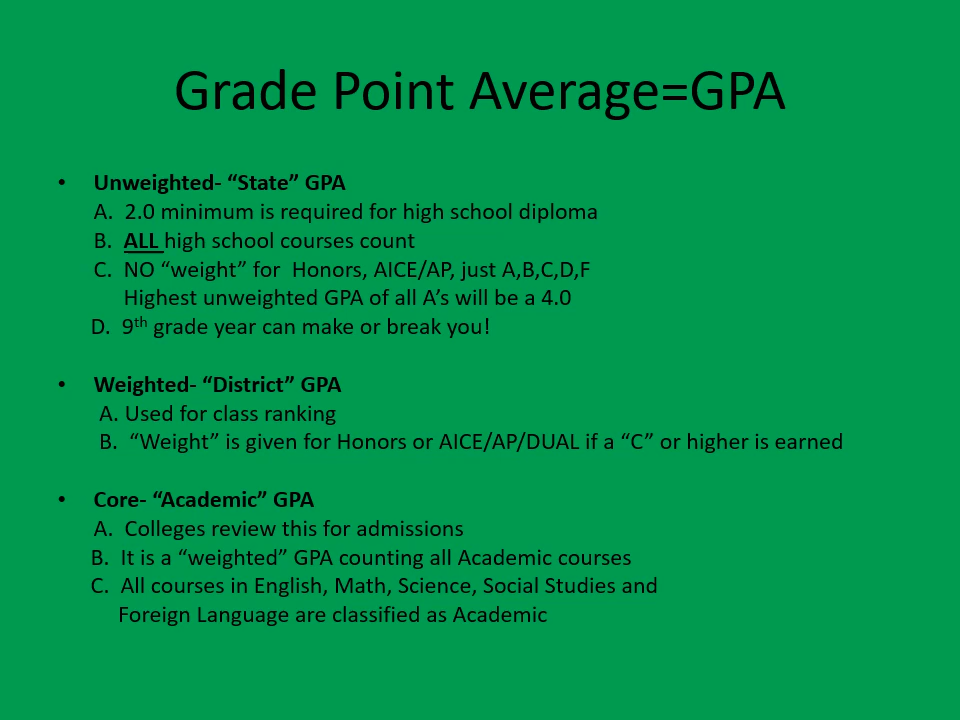 Grade Point Average=GPA
• Unweighted- “State” GPA
A. 2.0 minimum is required for high school diploma
B. ALL high school courses count
C. NO “weight” for Honors, AICE/AP, just A,B,C,D,F
Highest unweighted GPA of all A’s will be a 4.0
D. 9th grade year can make or break you!
• Weighted- “District” GPA
A. Used for class ranking
B. “Weight” is given for Honors or AICE/AP/DUAL if a “C” or higher is earned
• Core- “Academic” GPA
A. Colleges review this for admissions
B. It is a “weighted” GPA counting all Academic courses
C. All courses in English, Math, Science, Social Studies and
Foreign Language are classified as Academic